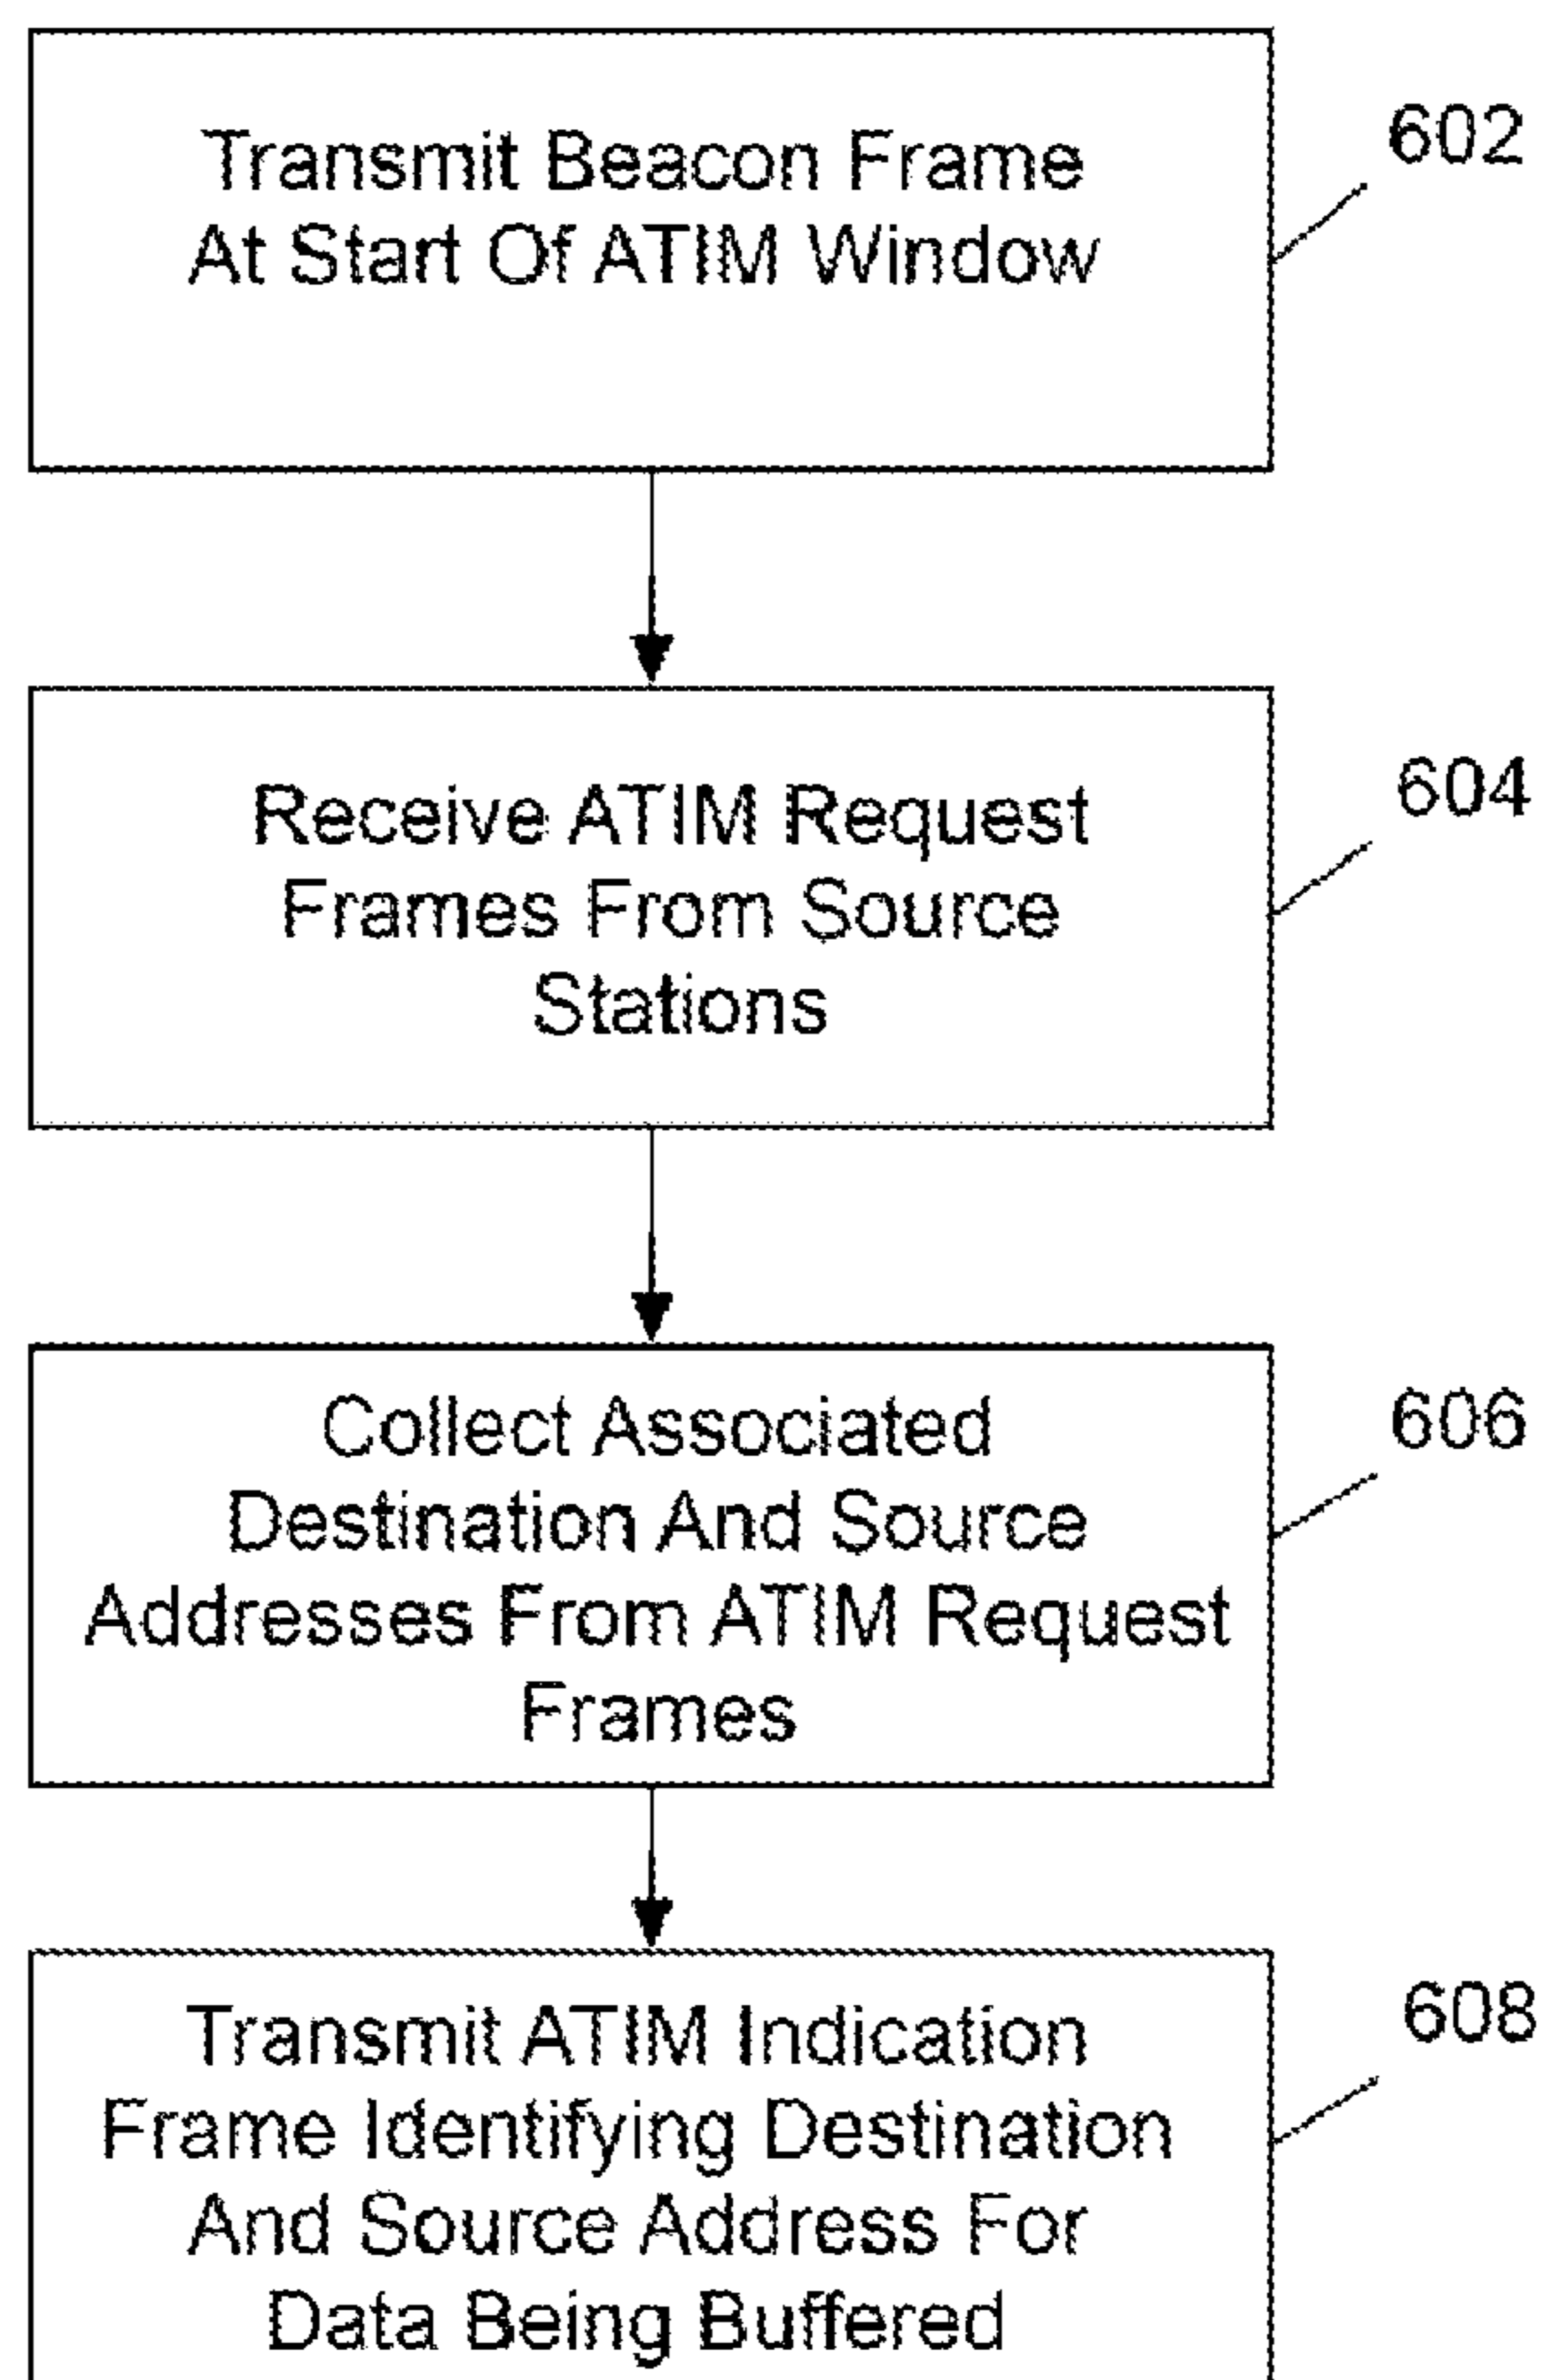 Transmit Beacon Frame
At Start Of ATIM Window
602
Receive ATIM Request
Frames From Source
Stations
604
Collect Associated
Destination And Source
Addresses From ATIM Request
Frames
606
Transmit ATIM Indication
Frame Identifying Destination
And Source Address For
Data Being Buffered
608